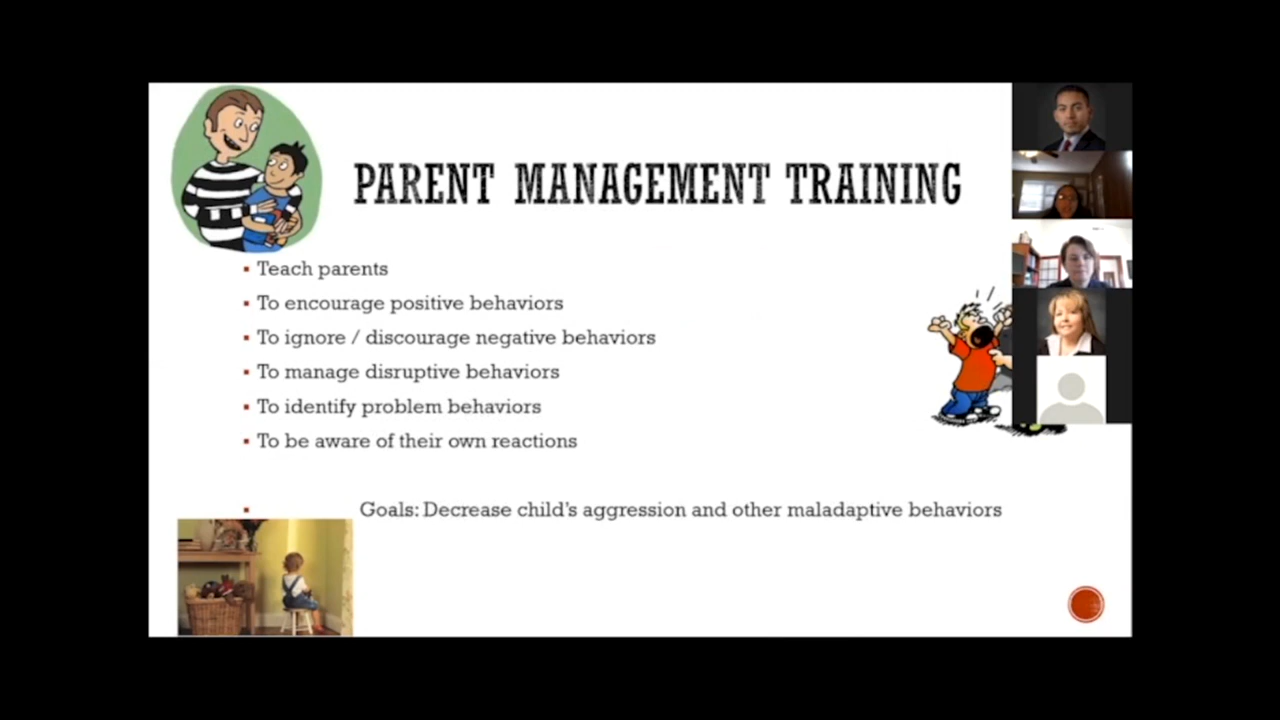 PARENT MANAGEMENT TRAINING
Teach parents
To encourage positive behaviors
To ignore / discourage negative behaviors
To manage disruptive behaviors
To identify problem behaviors
To be aware of their own reactions
Goals: Decrease child's aggression and other maladaptive behaviors